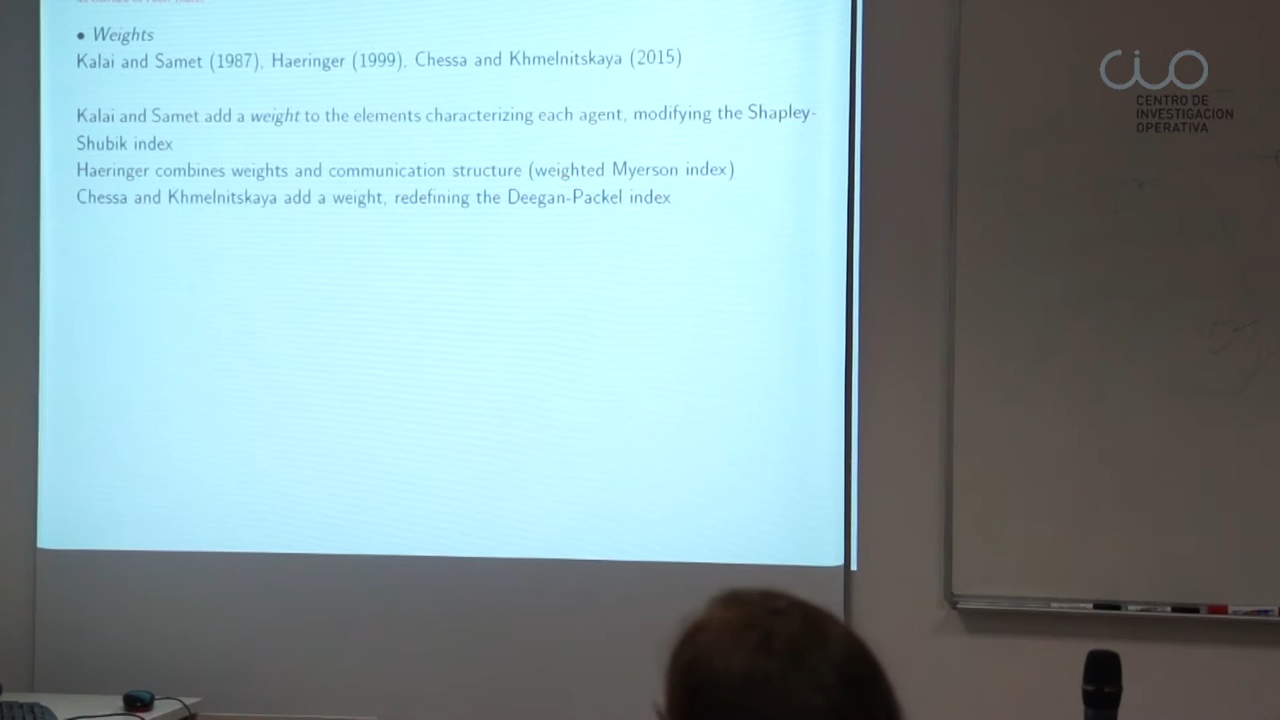 • Weights
Kalai and Samet (1987), Haeringer (1999), Chessa and Khmelnitskaya (2015)
Kalai and Samet add a weight to the elements characterizing each agent, modifying the Shapley-
Shubik index
Haeringer combines weights and communication structure (weighted Myerson index)
Chessa and Khmelnitskaya add a weight, redefining the Deegan-Packel index
CIO
CENTRO DE
INVESTIGACION
OPERATIVA